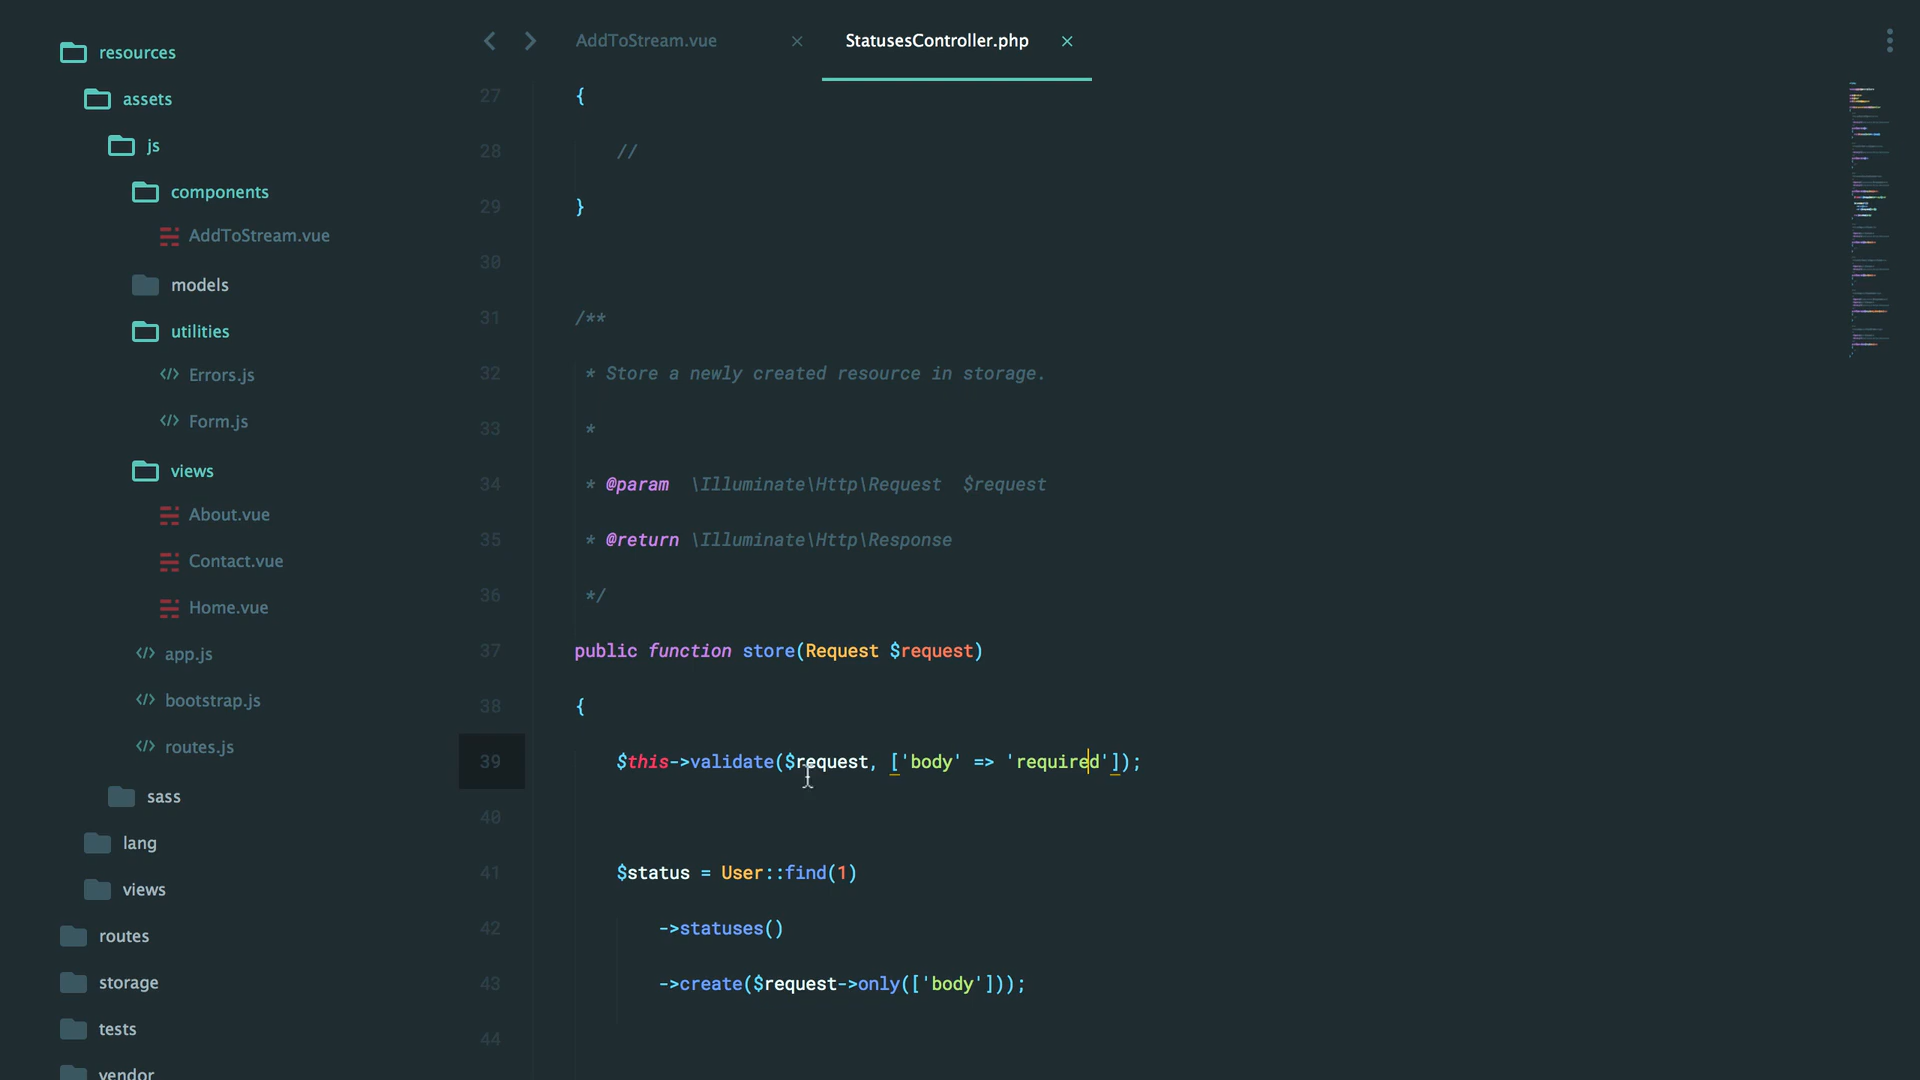 resources
assets
js
components
AddToStream.vue
models
utilities
Errors.js
Form.js
views
About.vue
Contact.vue
Home.vue
app.js
bootstrap.js
routes.js
sass
lang
views
routes
storage
tests
vendor
AddToStream.vue
StatusesController.php
27 {
28 //
29 }
30
31 /**
32 * Store a newly created resource in storage.
33 *
34 * @param \Illuminate\Http\Request $request
35 * @return \Illuminate\Http\Response
36 */
37 public function store(Request $request)
38 {
39 $this->validate($request, ['body' => 'required']);
40
41 $status = User::find(1)
42 ->statuses()
43 ->create($request->only(['body']));
44